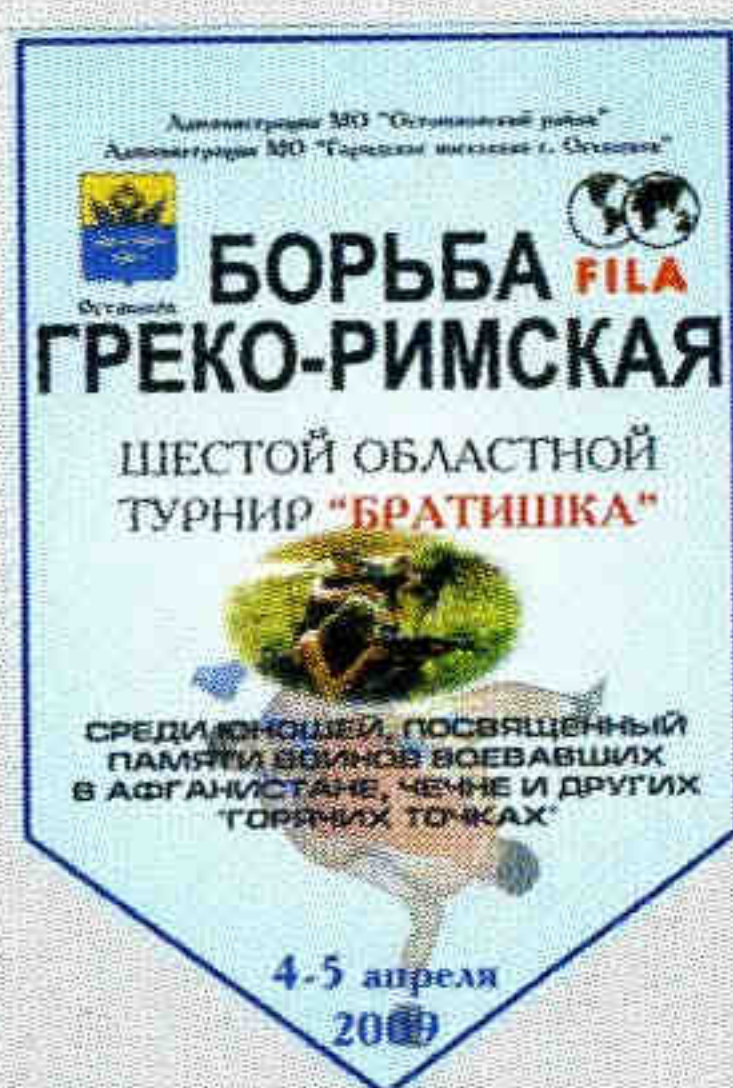 Администрация МО "Осташковский район"
Администрация МО "Городское поселение г. Осташков"
Осташков
БОРЬБА
FILA
ГРЕКО-РИМСКАЯ
ШЕСТОЙ ОБЛАСТНОЙ
ТУРНИР "БРАТИШКА"
СРЕДИ ЮНОШЕЙ, ПОСВЯЩЕННЫЙ
ПАМЯТИ ВОИНОВ ВОЕВАВШИХ
В АФГАНИСТАНЕ, ЧЕЧНЕ И ДРУГИХ
"ГОРЯЧИХ ТОЧКАХ"
4-5 апреля
2009